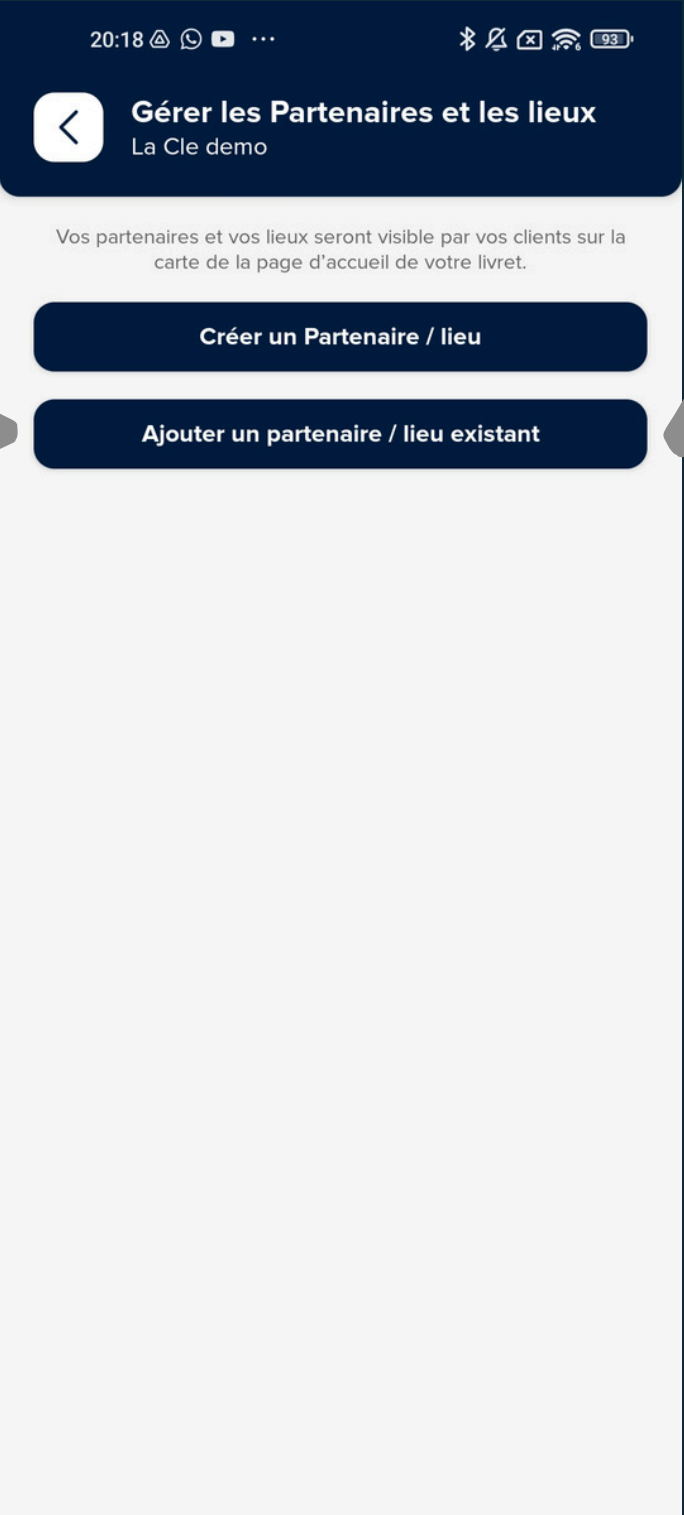 20:18
93
Gérer les Partenaires et les lieux
La Cle demo
Vos partenaires et vos lieux seront visible par vos clients sur la
carte de la page d’accueil de votre livret.
Créer un Partenaire / lieu
Ajouter un partenaire / lieu existant